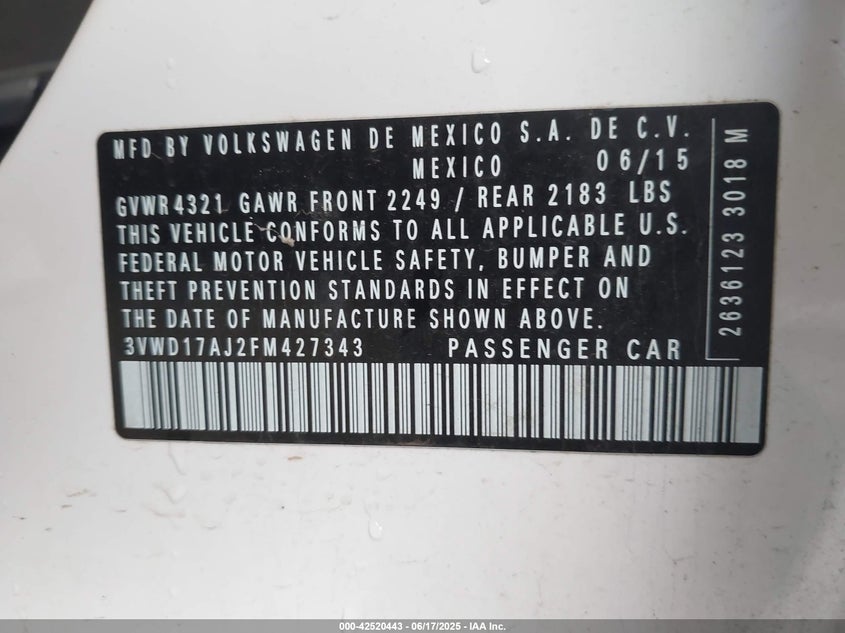 MFD BY VOLKSWAGEN DE MEXICO S.A. DE C.V.
MEXICO 06/15
GVWR 4321 GAWR FRONT 2249 / REAR 2183 LBS
THIS VEHICLE CONFORMS TO ALL APPLICABLE U.S.
FEDERAL MOTOR VEHICLE SAFETY, BUMPER AND
THEFT PREVENTION STANDARDS IN EFFECT ON
THE DATE OF MANUFACTURE SHOWN ABOVE.
3VWD17AJ2FM427343 PASSENGER CAR
2636123 3018 M
000-42520443 - 06/17/2025 - IAA Inc.